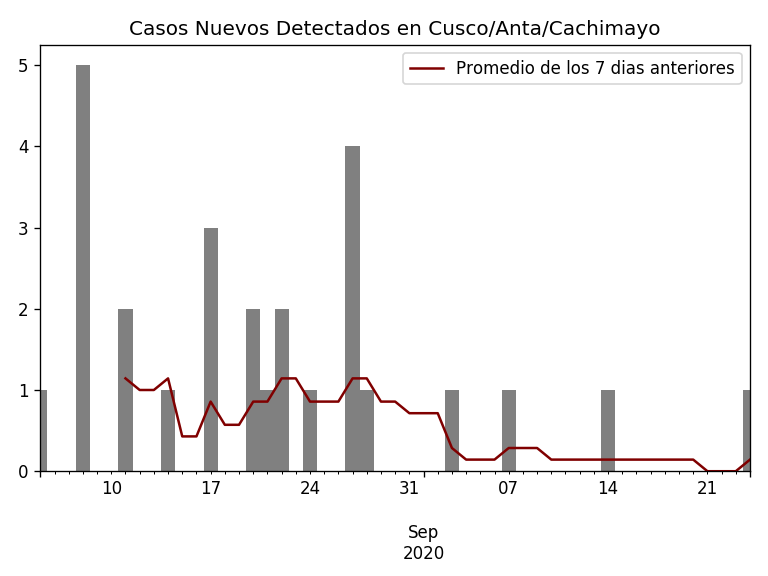 Casos Nuevos Detectados en Cusco/Anta/Cachimayo
Promedio de los 7 dias anteriores
5
4
3
2
1
0
10 17 24 31 07 14 21
Sep
2020